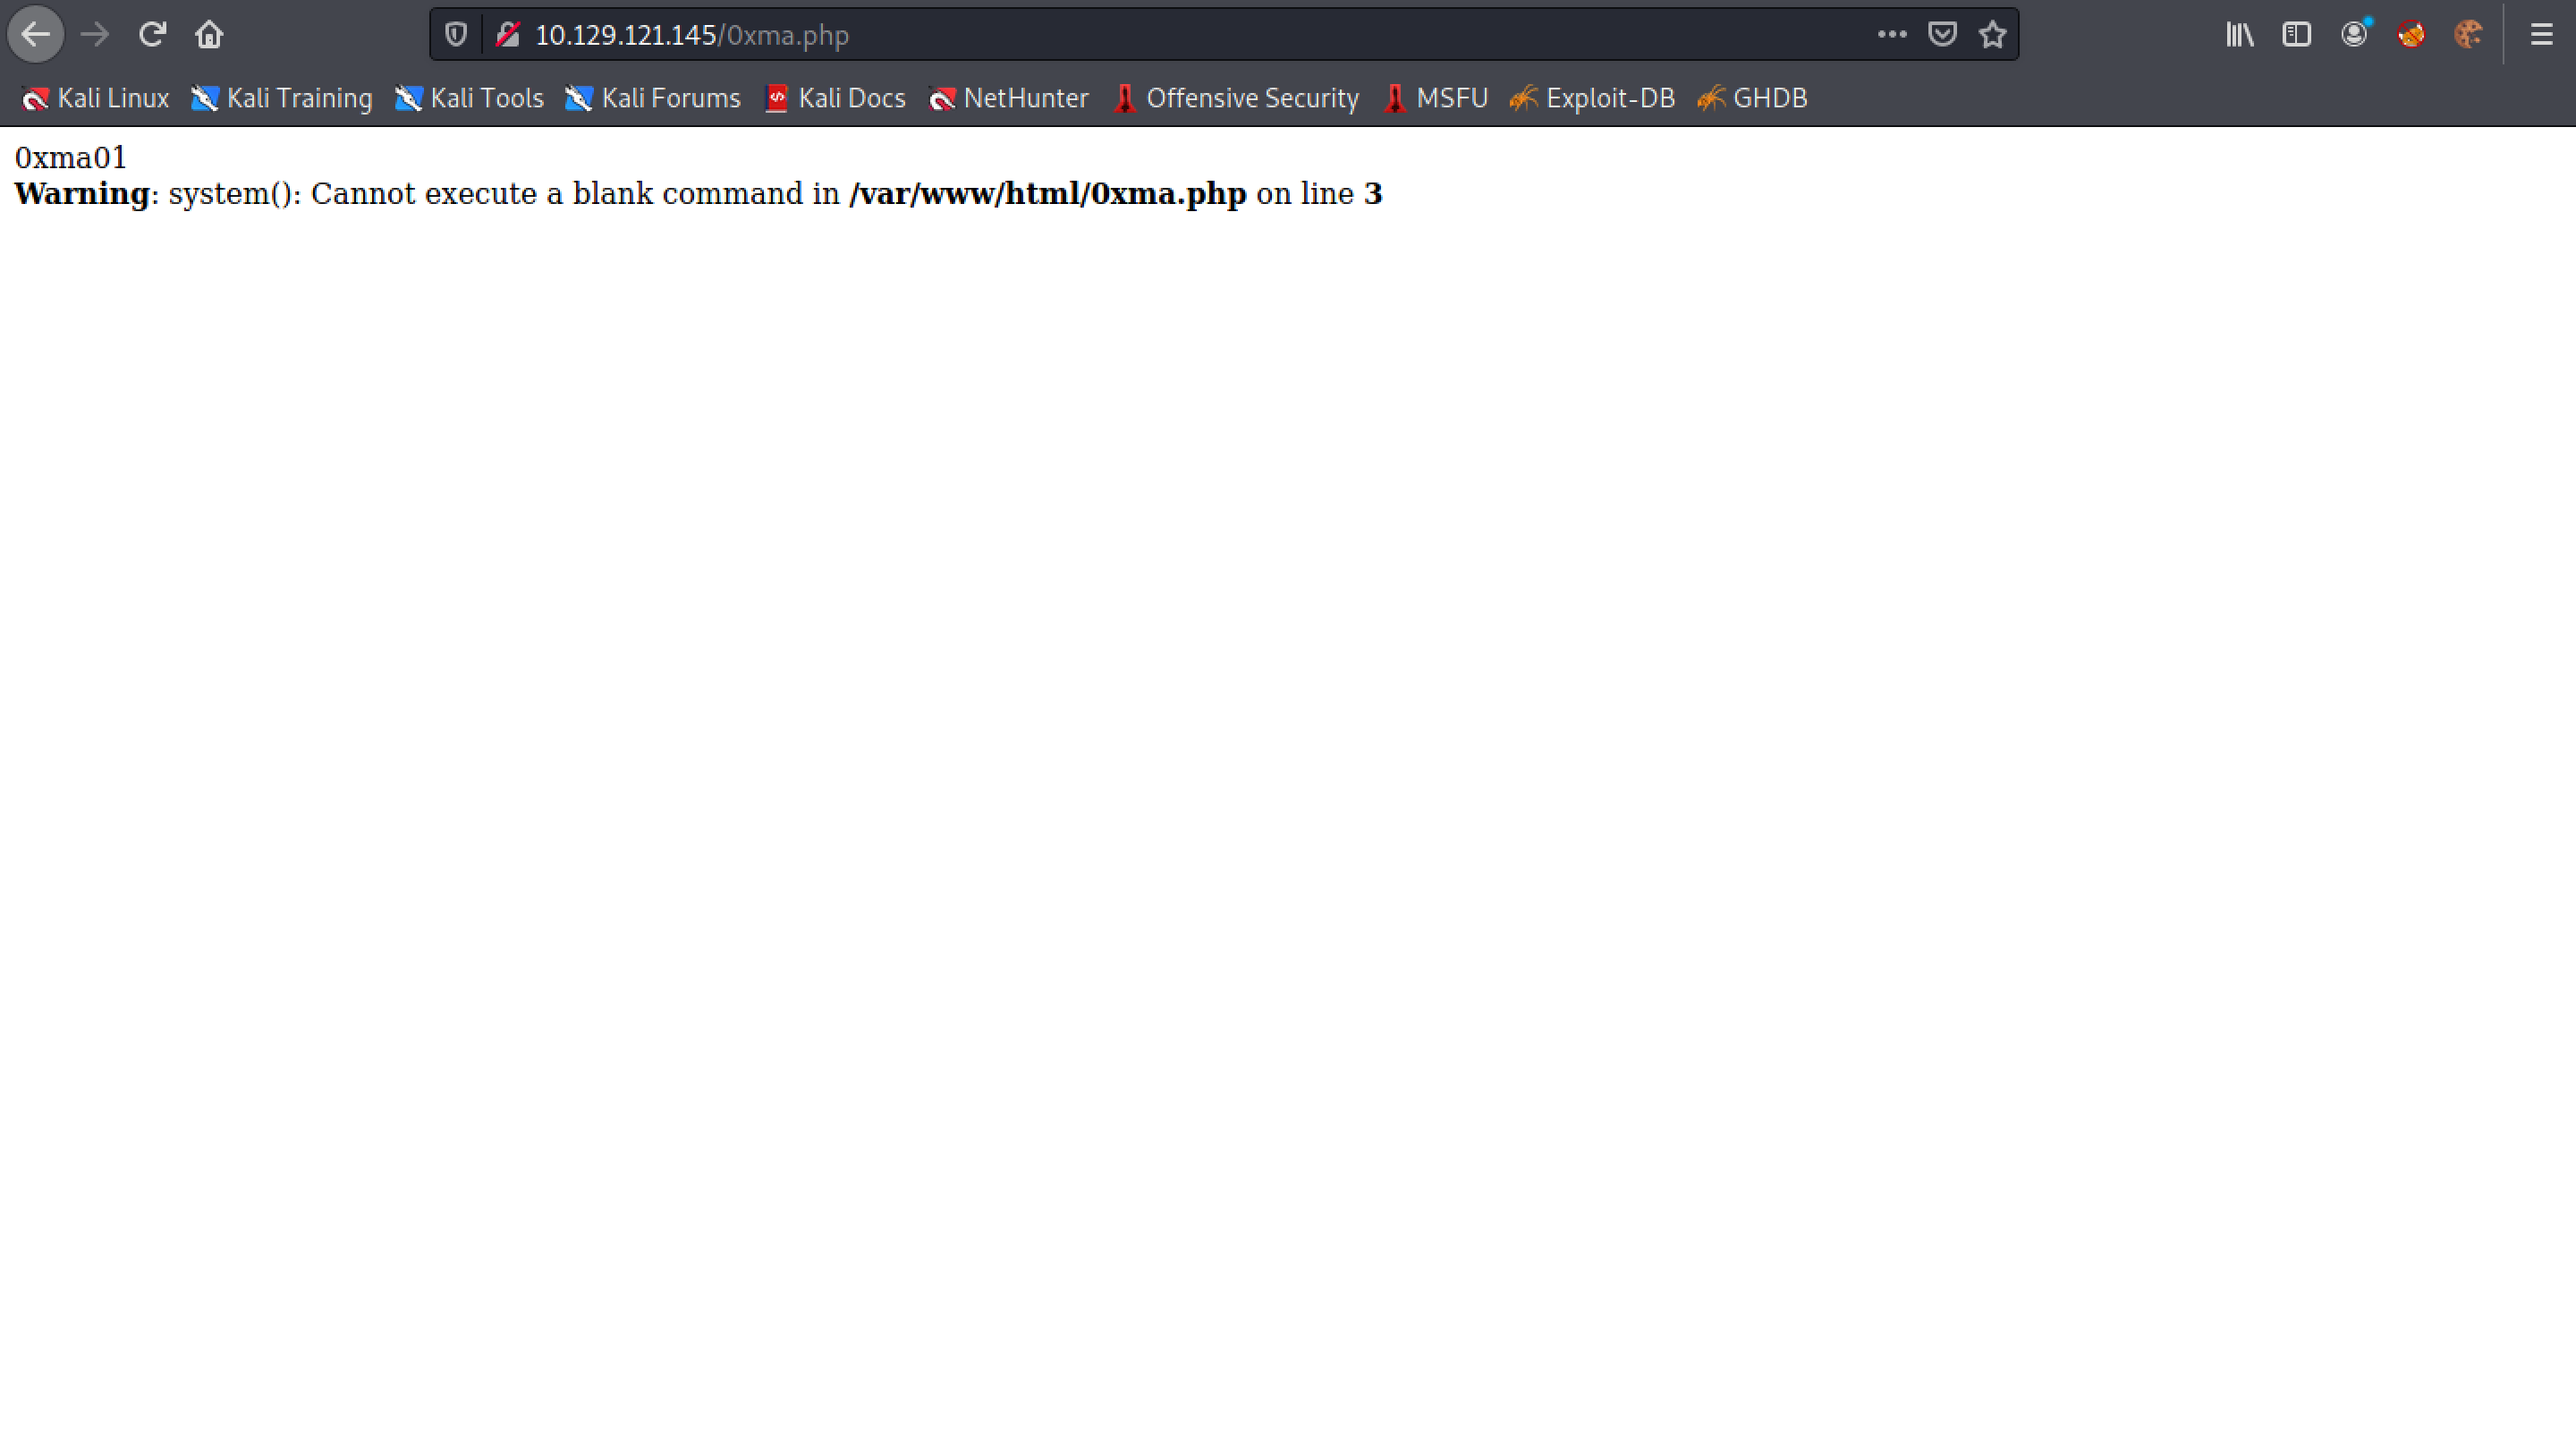 10.129.121.145/0xma.php
Kali Linux Kali Training Kali Tools Kali Forums Kali Docs NetHunter Offensive Security MSFU Exploit-DB GHDB
0xma01
Warning: system(): Cannot execute a blank command in /var/www/html/0xma.php on line 3